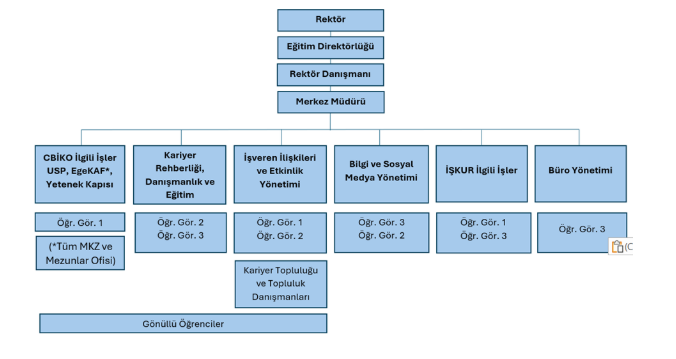 Rektör
Eğitim Direktörlüğü
Rektör Danışmanı
Merkez Müdürü
CBİKO İlgili İşler
USP, EgeKAF*,
Yetenek Kapısı
Kariyer
Rehberliği,
Danışmanlık ve
Eğitim
İşveren İlişkileri
ve Etkinlik
Yönetimi
Bilgi ve Sosyal
Medya Yönetimi
İŞKUR İlgili İşler
Büro Yönetimi
Öğr. Gör. 1
Öğr. Gör. 2
Öğr. Gör. 3
Öğr. Gör. 1
Öğr. Gör. 2
Öğr. Gör. 3
Öğr. Gör. 2
Öğr. Gör. 1
Öğr. Gör. 3
Öğr. Gör. 3
(*Tüm MKZ ve
Mezunlar Ofisi)
(C
Kariyer Topluluğu
ve Topluluk
Danışmanları
Gönüllü Öğrenciler